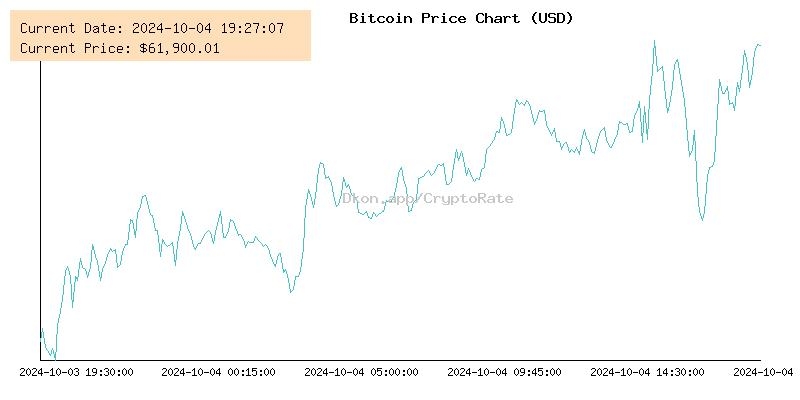 Bitcoin Price Chart (USD)
Current Date: 2024-10-04 19:27:07
Current Price: $61,900.01
Dkon.app/CryptoRate
2024-10-03 19:30:00 2024-10-04 00:15:00 2024-10-04 05:00:00 2024-10-04 09:45:00 2024-10-04 14:30:00 2024-10-04